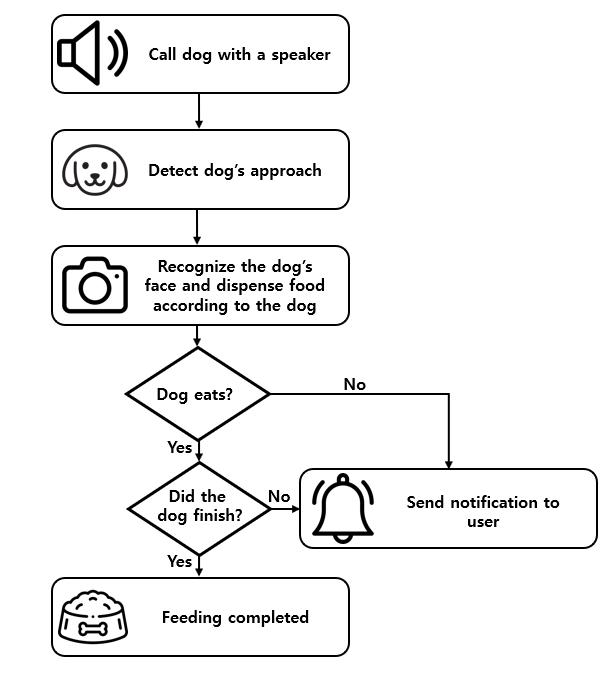 Call dog with a speaker
Detect dog's approach
Recognize the dog's
face and dispense food
according to the dog
Dog eats?
No
Yes
Did the
dog finish?
No
Send notification to
user
Yes
Feeding completed